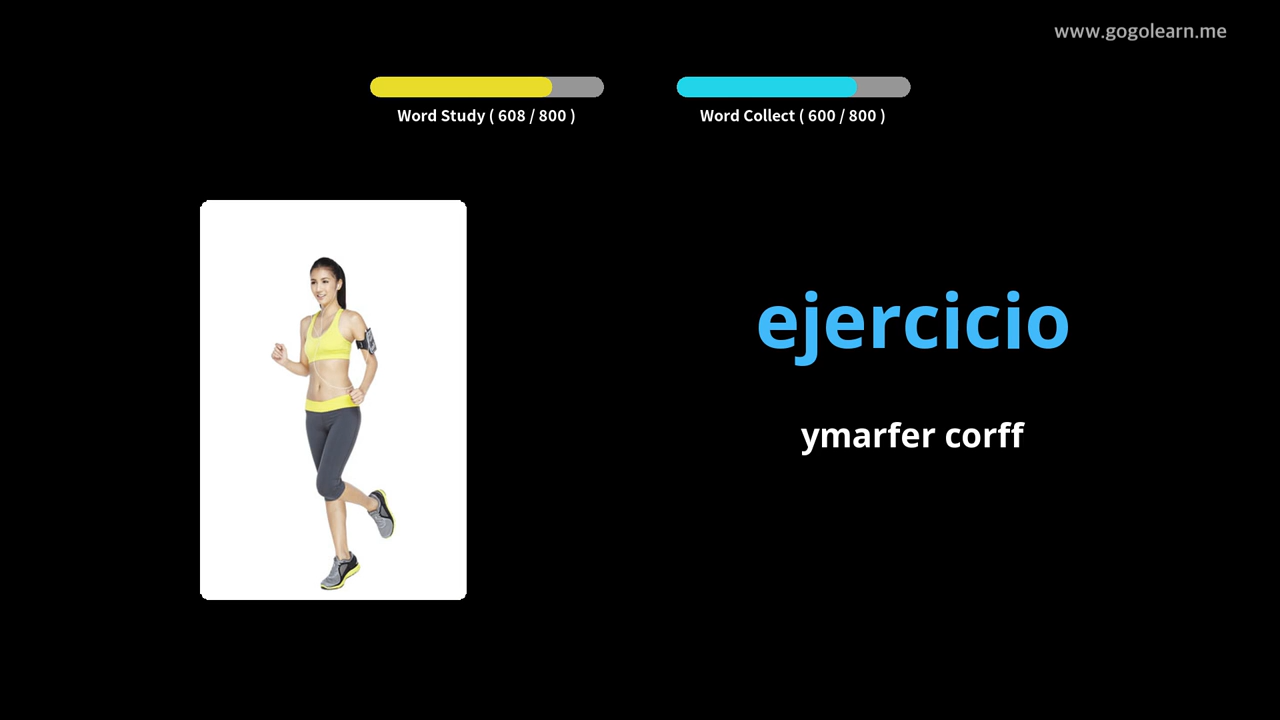 www.gogolearn.me
Word Study ( 608 / 800 )
Word Collect ( 600 / 800 )
ejercicio
ymarfer corff